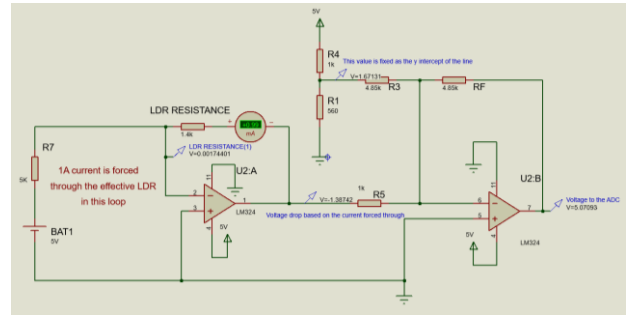 5V
R4
1k
This value is fixed as the y intercept of the line
V=1.67131
R3
4.85k
RF
4.85k
R1
560
LDR RESISTANCE
1.4k
+
-
mA
LDR RESISTANCE(1)
V=0.00174401
R7
5K
1A current is forced
through the effective LDR
in this loop
BAT1
5V
U2:A
11
2
3
1
4
LM324
5V
V=-1.38742
1k
R5
Voltage drop based on the current forced through
U2:B
11
6
5
7
4
LM324
5V
Voltage to the ADC
V=5.07093